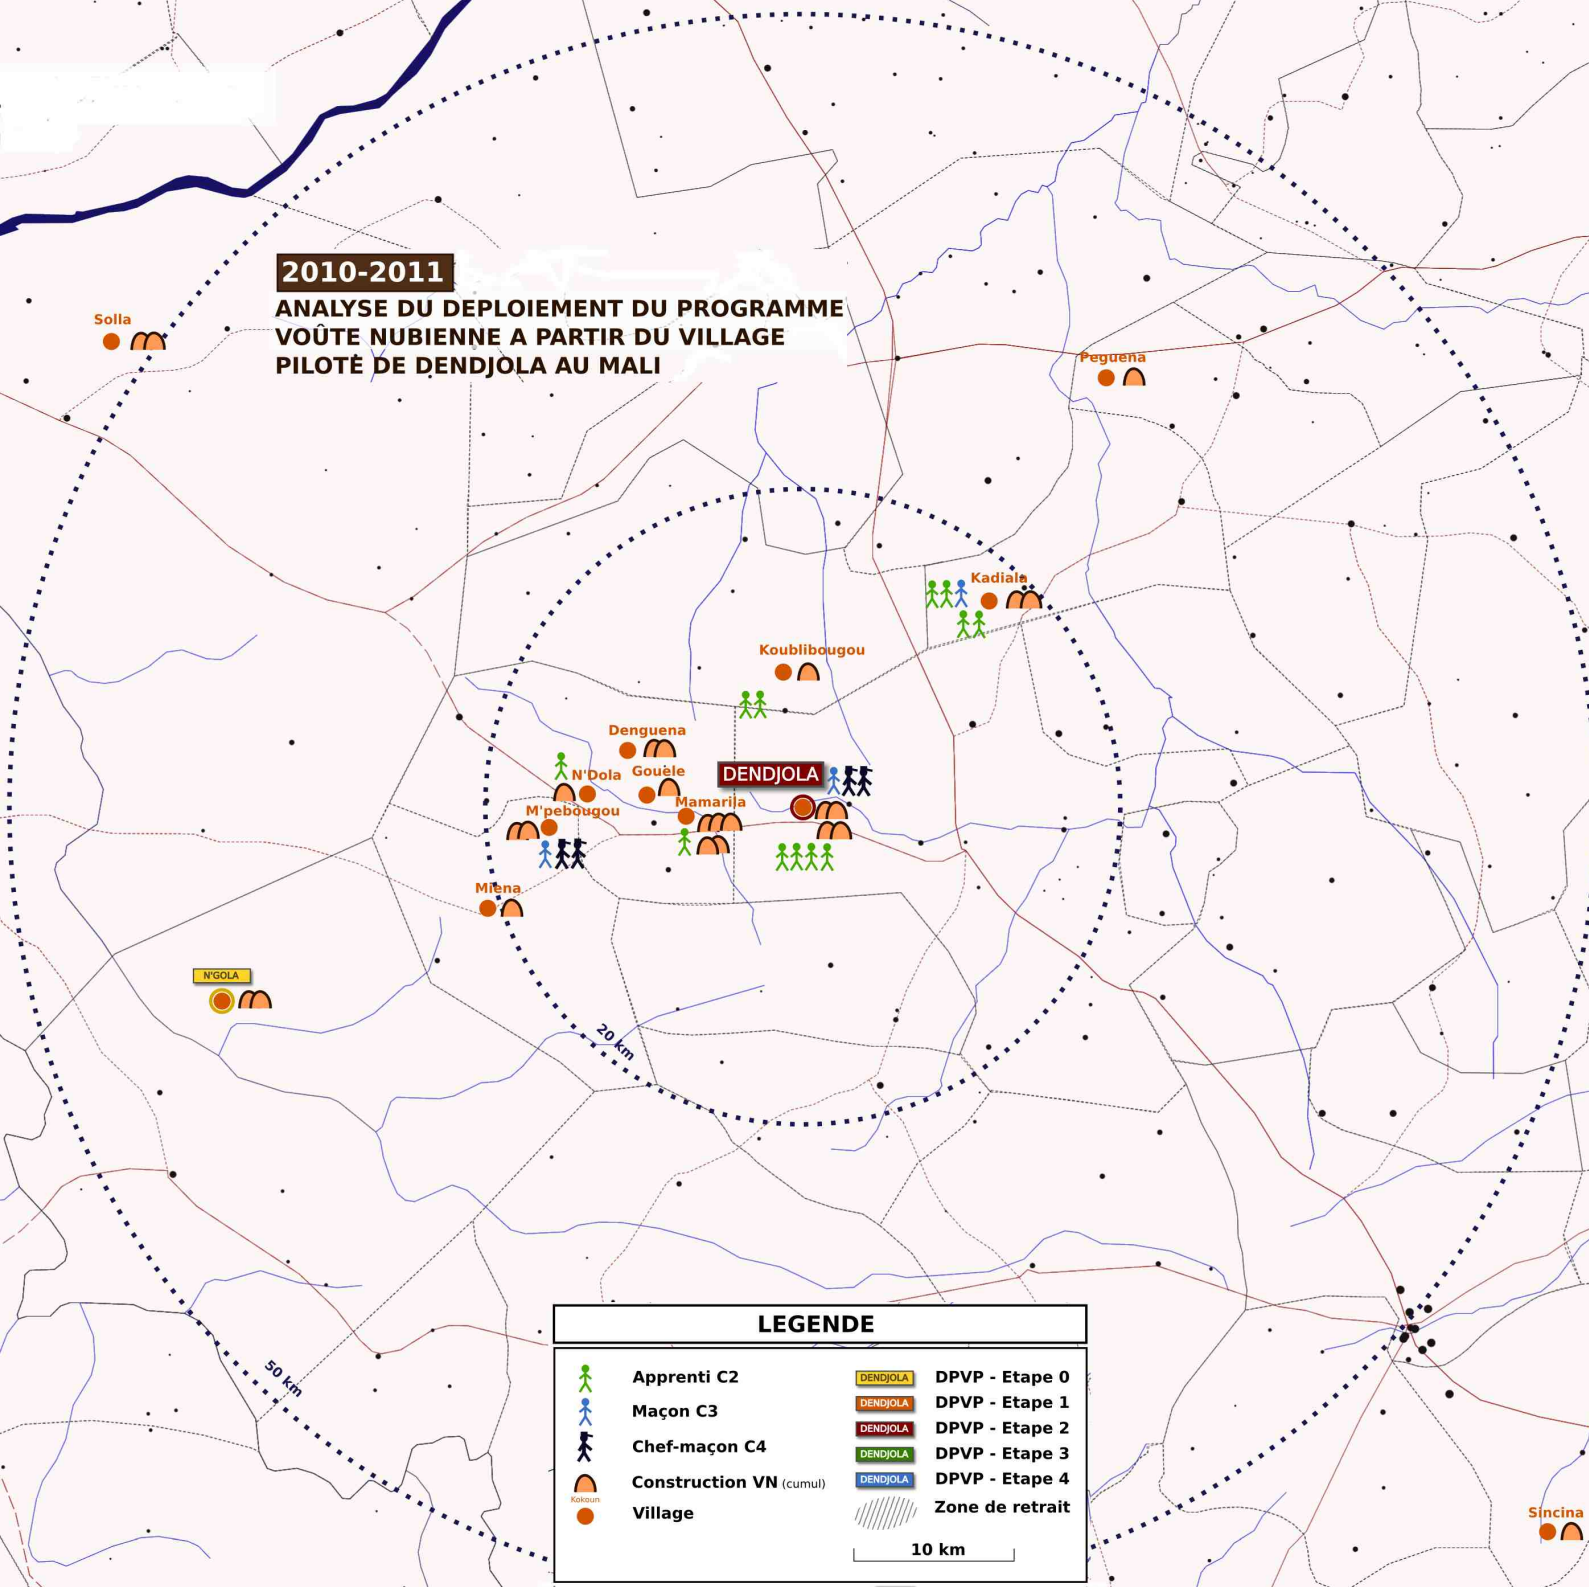 2010-2011
ANALYSE DU DEPLOIEMENT DU PROGRAMME
VOÛTE NUBIENNE A PARTIR DU VILLAGE
PILOTE DE DENDJOLA AU MALI
Solla
Peguena
Kadiala
Koublibougou
Denguena
N'Dola
Gouele
DENDJOLA
Mamarila
M'pebougou
Miena
N'GOLA
20 km
50 km
Sincina
LEGENDE
Apprenti C2
Maçon C3
Chef-maçon C4
Construction VN (cumul)
Kokoun
Village
DENDJOLA DPVP - Etape 0
DENDJOLA DPVP - Etape 1
DENDJOLA DPVP - Etape 2
DENDJOLA DPVP - Etape 3
DENDJOLA DPVP - Etape 4
Zone de retrait
10 km